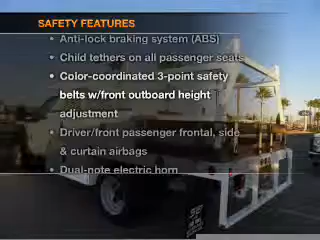 SAFETY FEATURES
• Anti-lock braking system (ABS)
• Child tethers on all passenger seats
• Color-coordinated 3-point safety
belts w/front outboard height
adjustment
• Driver/front passenger frontal, side
& curtain airbags
• Dual-note electric horn